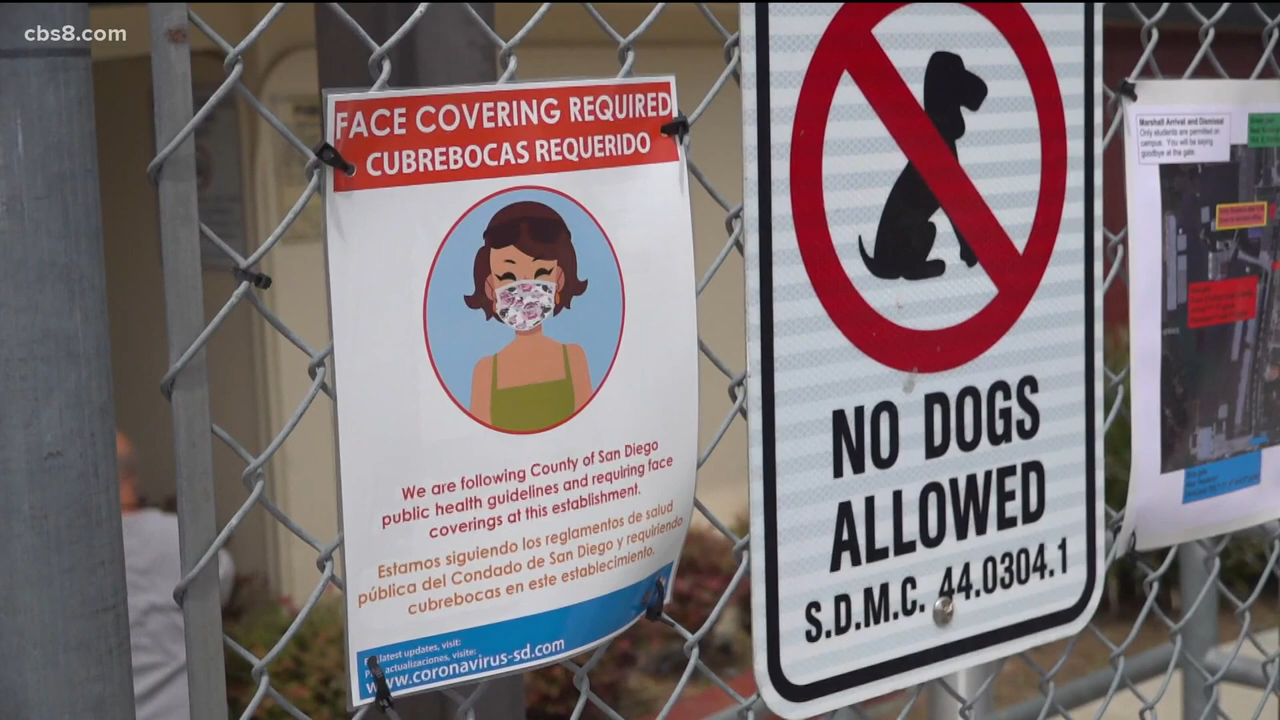 cbs8.com
FACE COVERING REQUIRED
CUBREBOCAS REQUERIDO
We are following County of San Diego
public health guidelines and requiring face
coverings at this establishment.
Estamos siguiendo los reglamentos de salud
pública del Condado de San Diego y requiriendo
cubrebocas en este establecimiento.
latest updates, visit:
actualizaciones, visite:
www.coronavirus-sd.com
NO DOGS
ALLOWED
S.D.M.C. 44.0304.1
Marshall Arrival and Dismissal
Only students are permitted on
campus. You will be saying
goodbye at the gate.